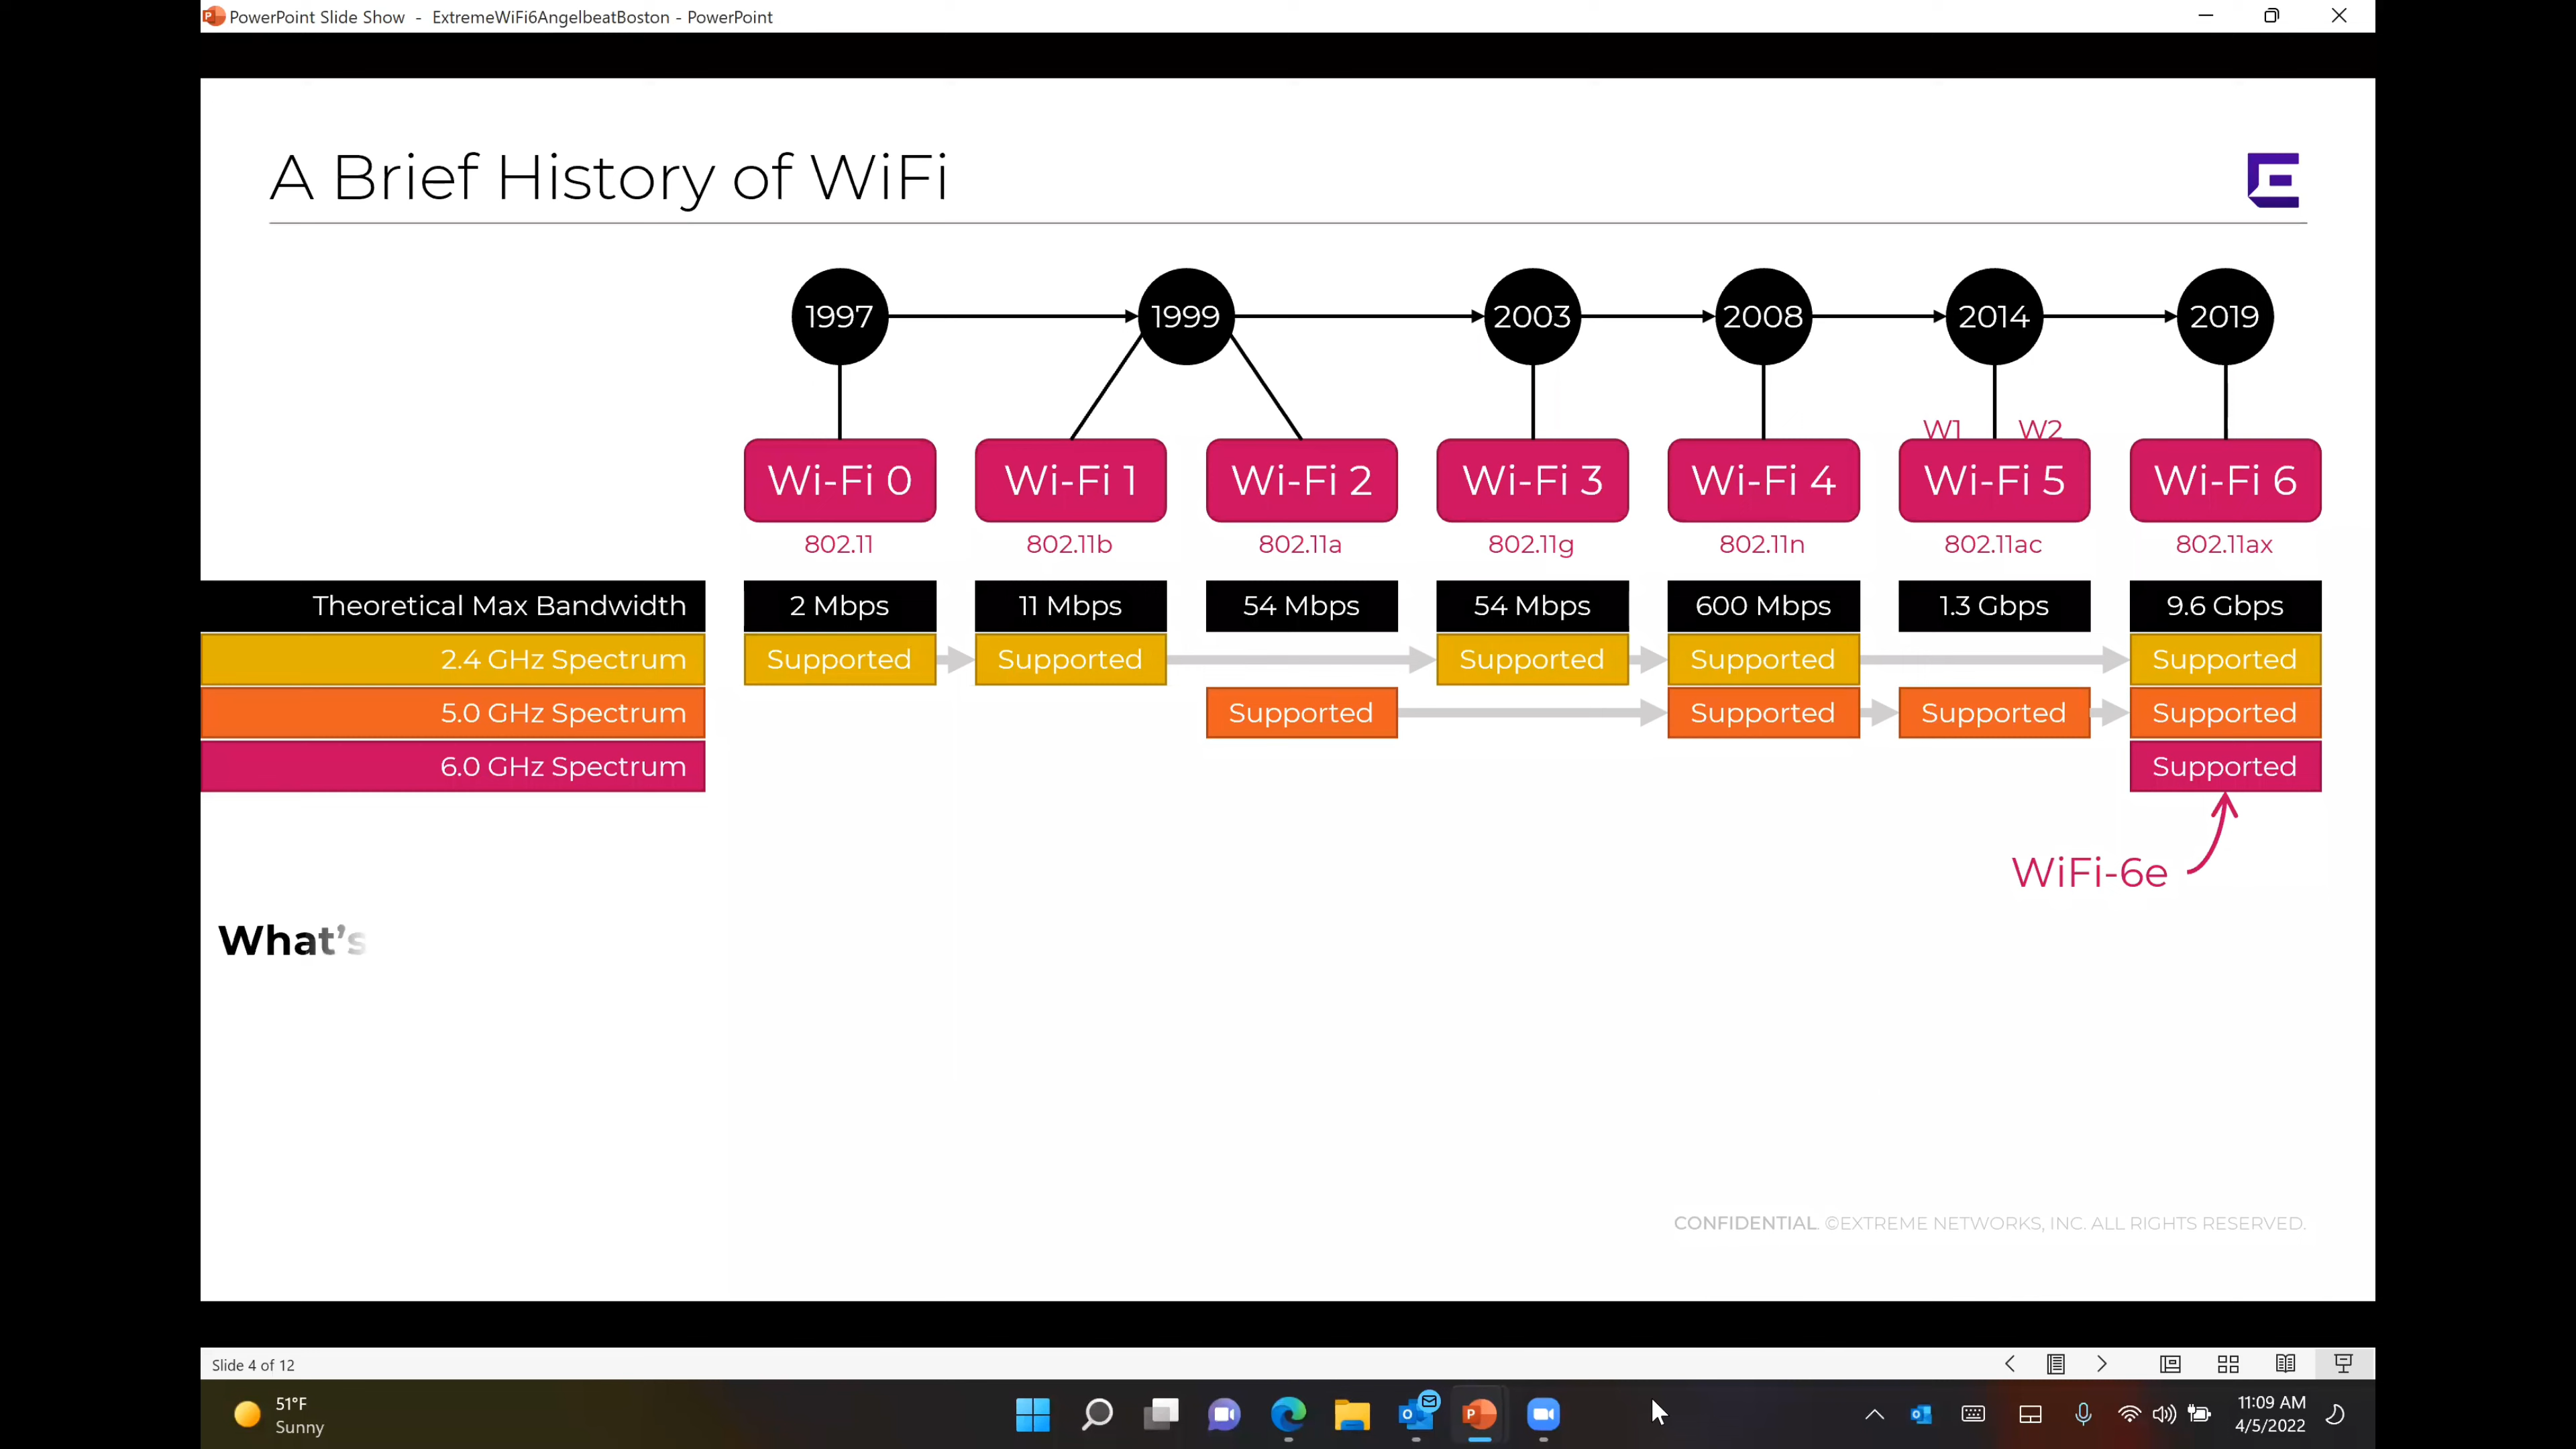 PowerPoint Slide Show - ExtremeWiFi6AngelbeatBoston - PowerPoint
A Brief History of WiFi
1997 1999 2003 2008 2014 2019
W1 W2
Wi-Fi 0 Wi-Fi 1 Wi-Fi 2 Wi-Fi 3 Wi-Fi 4 Wi-Fi 5 Wi-Fi 6
802.11 802.11b 802.11a 802.11g 802.11n 802.11ac 802.11ax
Theoretical Max Bandwidth 2 Mbps 11 Mbps 54 Mbps 54 Mbps 600 Mbps 1.3 Gbps 9.6 Gbps
2.4 GHz Spectrum Supported Supported Supported Supported Supported
5.0 GHz Spectrum Supported Supported Supported Supported
6.0 GHz Spectrum Supported
WiFi-6e
What's
CONFIDENTIAL. ©EXTREME NETWORKS, INC. ALL RIGHTS RESERVED.
Slide 4 of 12
51°F
Sunny
11:09 AM
4/5/2022